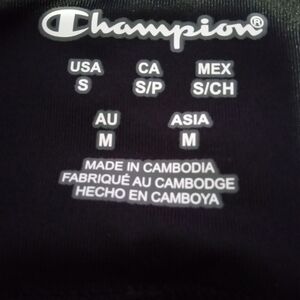 Champion®
USA CA MEX
S S/P S/CH
AU ASIA
M M
MADE IN CAMBODIA
FABRIQUÉ AU CAMBODGE
HECHO EN CAMBOYA